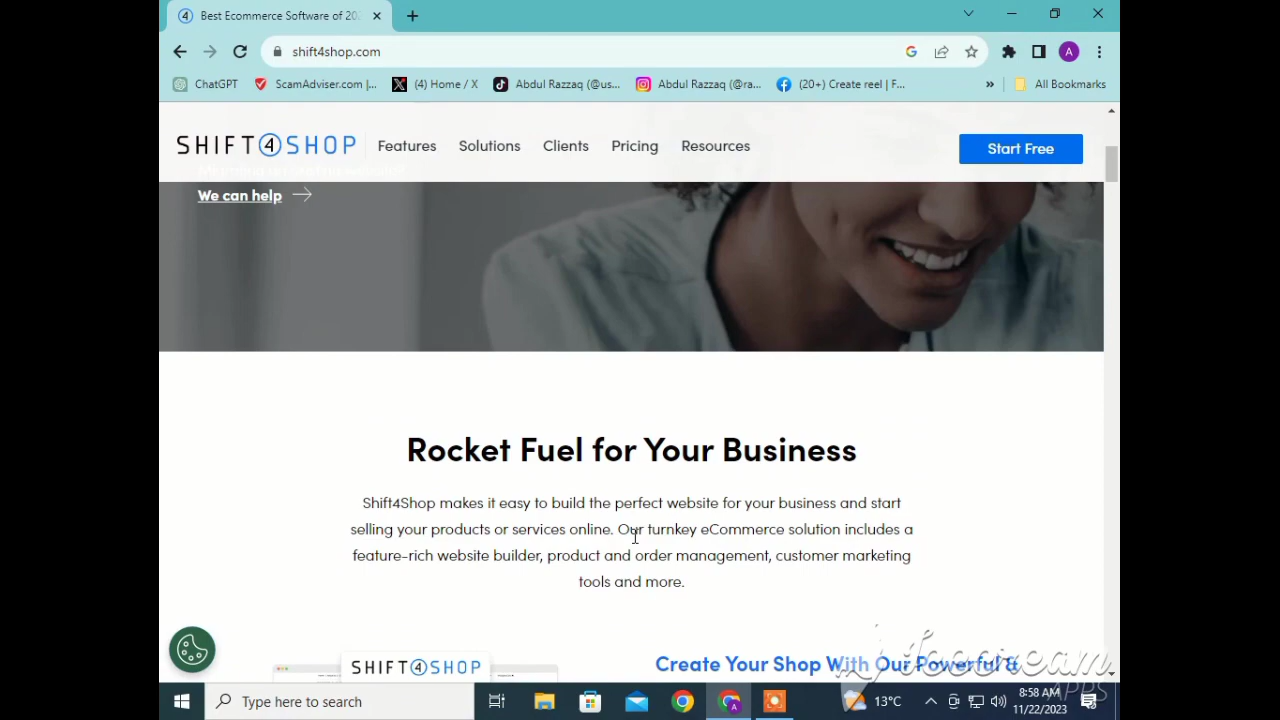 Best Ecommerce Software of 202
shift4shop.com
A
ChatGPT
ScamAdviser.com |...
(4) Home / X
Abdul Razzaq (@us...
Abdul Razzaq (@ra...
(20+) Create reel | F...
»
All Bookmarks
SHIFT4SHOP
Features
Solutions
Clients
Pricing
Resources
Start Free
We can help
Rocket Fuel for Your Business
Shift4Shop makes it easy to build the perfect website for your business and start
selling your products or services online. Our turnkey eCommerce solution includes a
feature-rich website builder, product and order management, customer marketing
tools and more.
SHIFT4SHOP
Create Your Shop With Our Powerful &
APPS
Type here to search
A
13°C
8:58 AM
11/22/2023